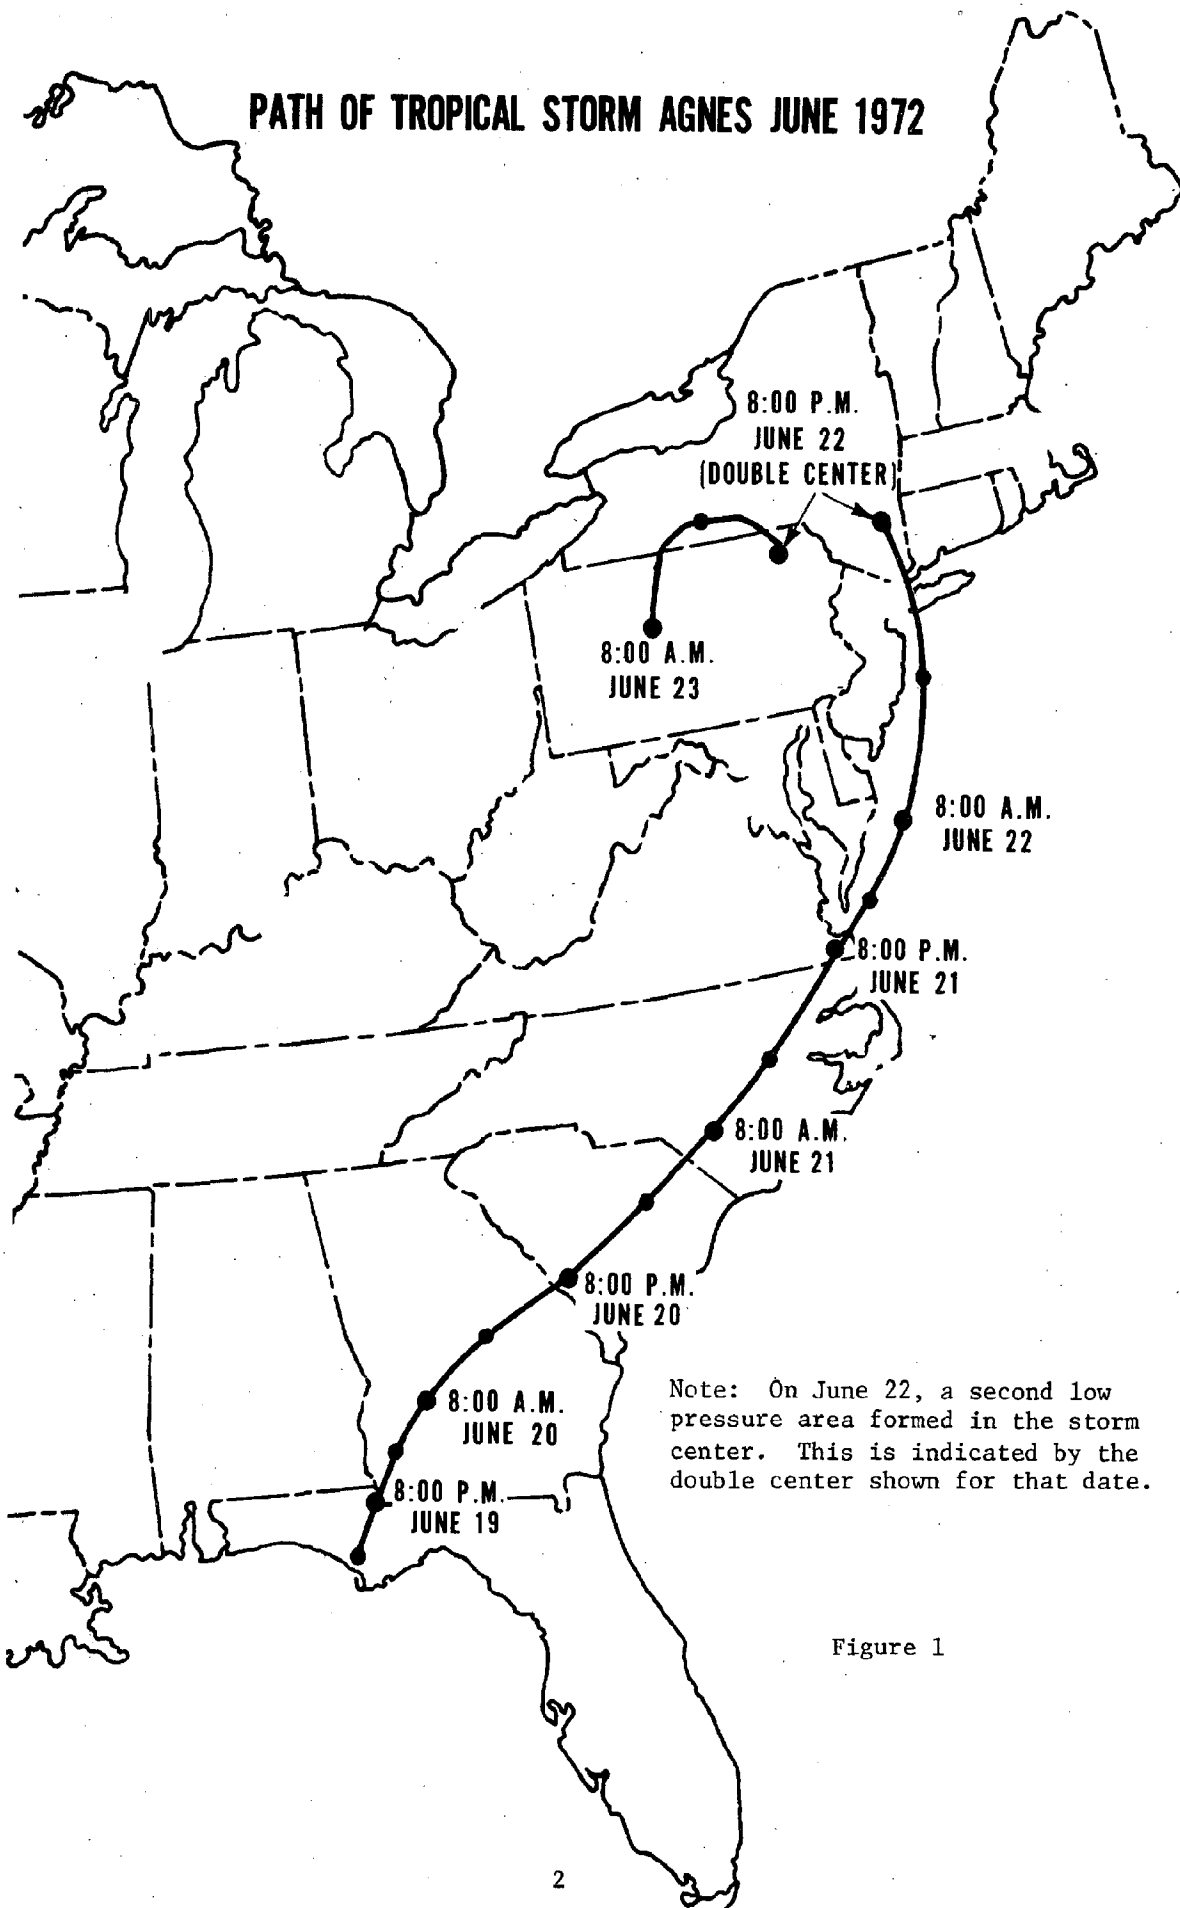 PATH OF TROPICAL STORM AGNES JUNE 1972
8:00 P.M.
JUNE 22
(DOUBLE CENTER)
8:00 A.M.
JUNE 23
8:00 A.M.
JUNE 22
8:00 P.M.
JUNE 21
8:00 A.M.
JUNE 21
8:00 P.M.
JUNE 20
8:00 A.M.
JUNE 20
8:00 P.M.
JUNE 19
Note: On June 22, a second low
pressure area formed in the storm
center. This is indicated by the
double center shown for that date.
Figure 1
2